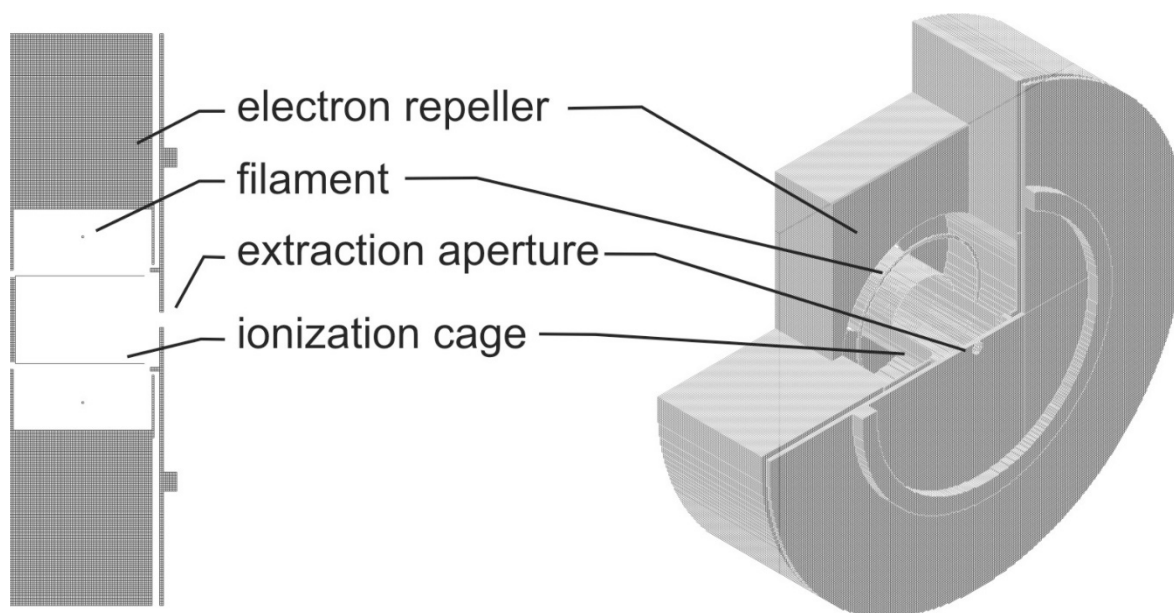 electron repeller
filament
extraction aperture
ionization cage